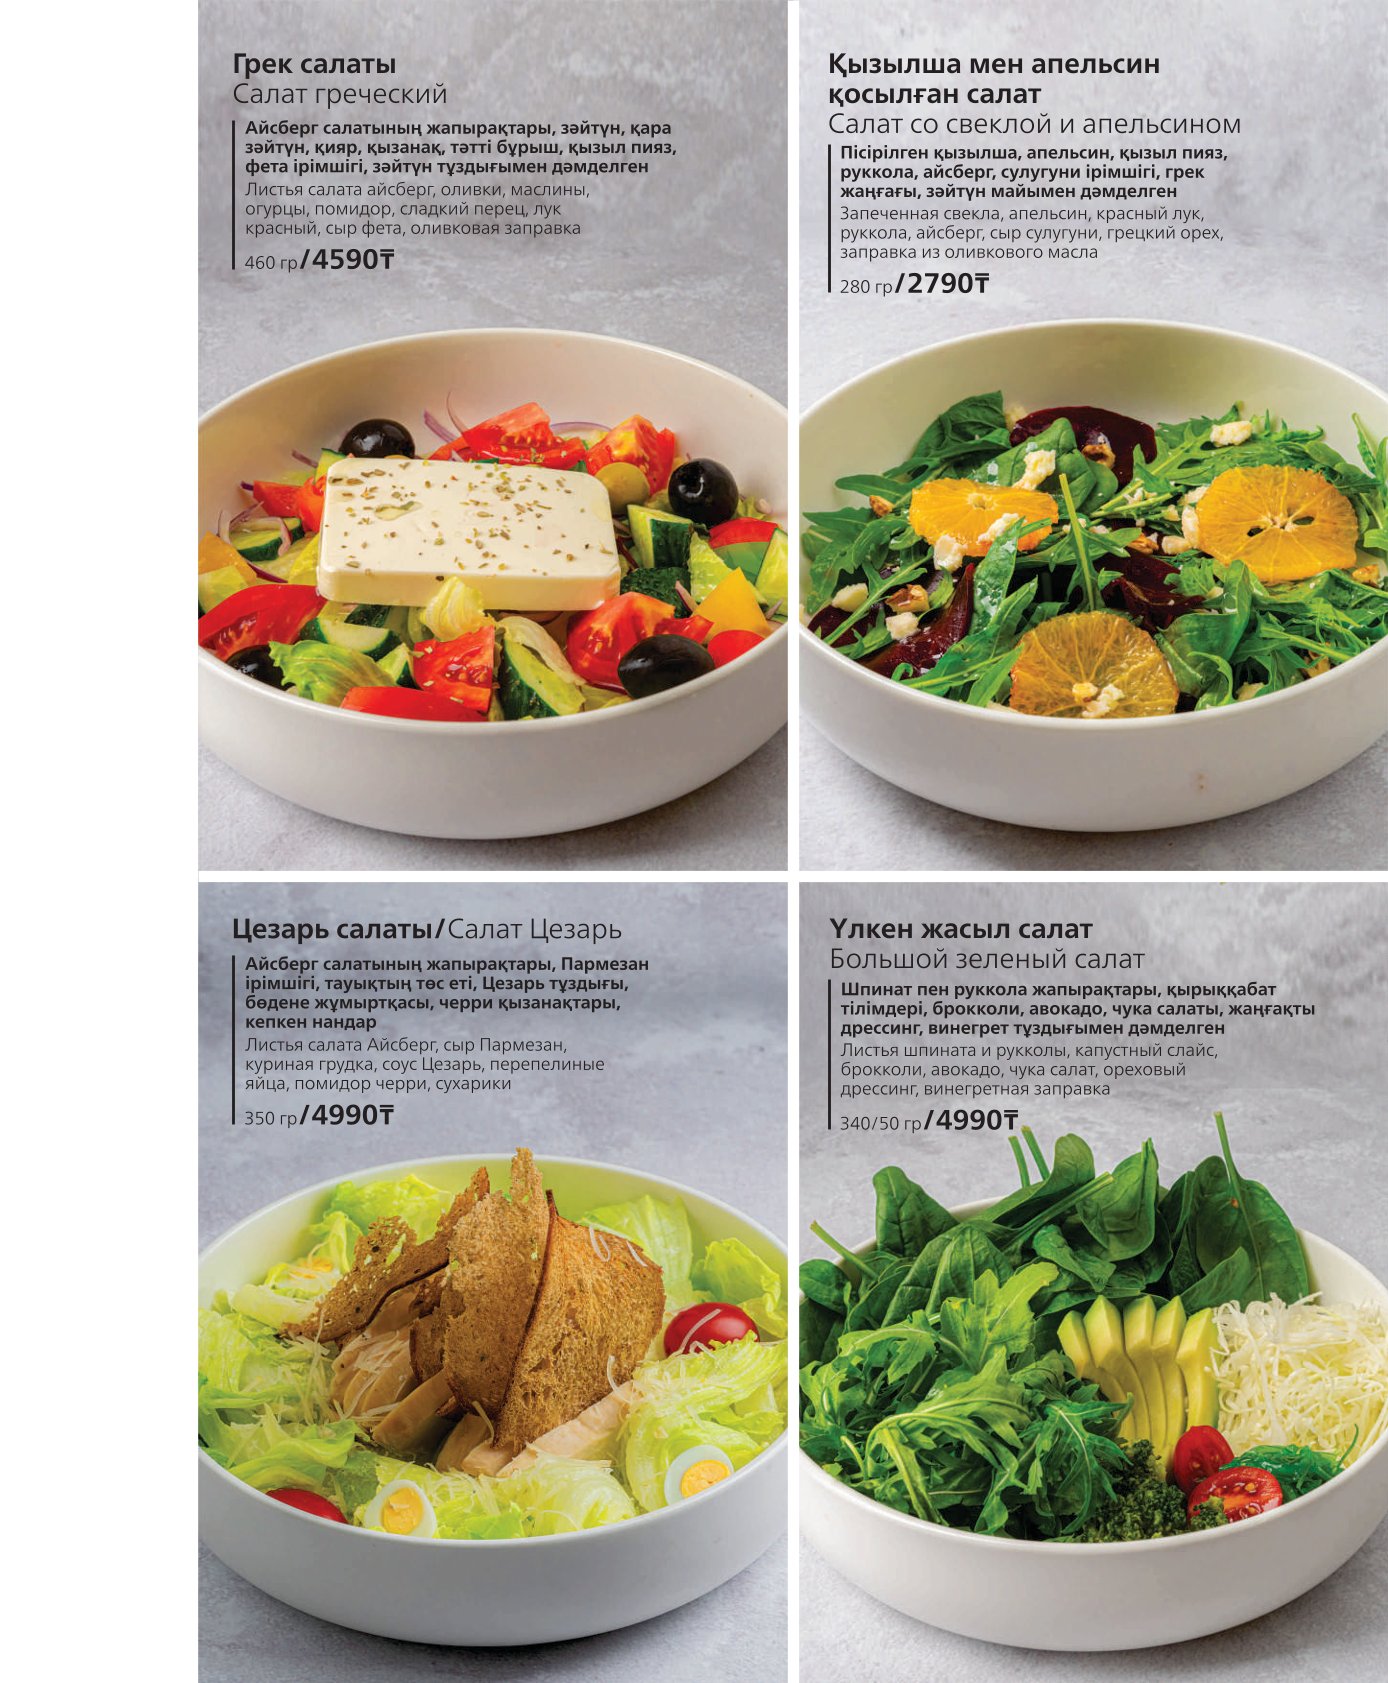 Грек салаты
Салат греческий
Айсберг салатының жапырақтары, зәйтүн, қара
зәйтүн, қияр, қызанақ, тәтті бұрыш, қызыл пияз,
фета ірімшігі, зәйтүн тұздығымен дәмделген
Листья салата айсберг, оливки, маслины,
огурцы, помидор, сладкий перец, лук
красный, сыр фета, оливковая заправка
460 гр/4590₸
Қызылша мен апельсин
қосылған салат
Салат со свеклой и апельсином
Пісірілген қызылша, апельсин, қызыл пияз,
руккола, айсберг, сулугуни ірімшігі, грек
жаңғағы, зәйтүн майымен дәмделген
Запеченная свекла, апельсин, красный лук,
руккола, айсберг, сыр сулугуни, грецкий орех,
заправка из оливкового масла
280 гр/2790₸
Цезарь салаты/Салат Цезарь
Айсберг салатының жапырақтары, Пармезан
ірімшігі, тауықтың төс еті, Цезарь тұздығы,
бөдене жұмыртқасы, черри қызанақтары,
кепкен нандар
Листья салата Айсберг, сыр Пармезан,
куриная грудка, соус Цезарь, перепелиные
яйца, помидор черри, сухарики
350 гр/4990₸
Үлкен жасыл салат
Большой зеленый салат
Шпинат пен руккола жапырақтары, қырыққабат
тілімдері, брокколи, авокадо, чука салаты, жаңғақты
дрессинг, винегрет тұздығымен дәмделген
Листья шпината и рукколы, капустный слайс,
брокколи, авокадо, чука салат, ореховый
дрессинг, винегретная заправка
340/50 гр/4990₸